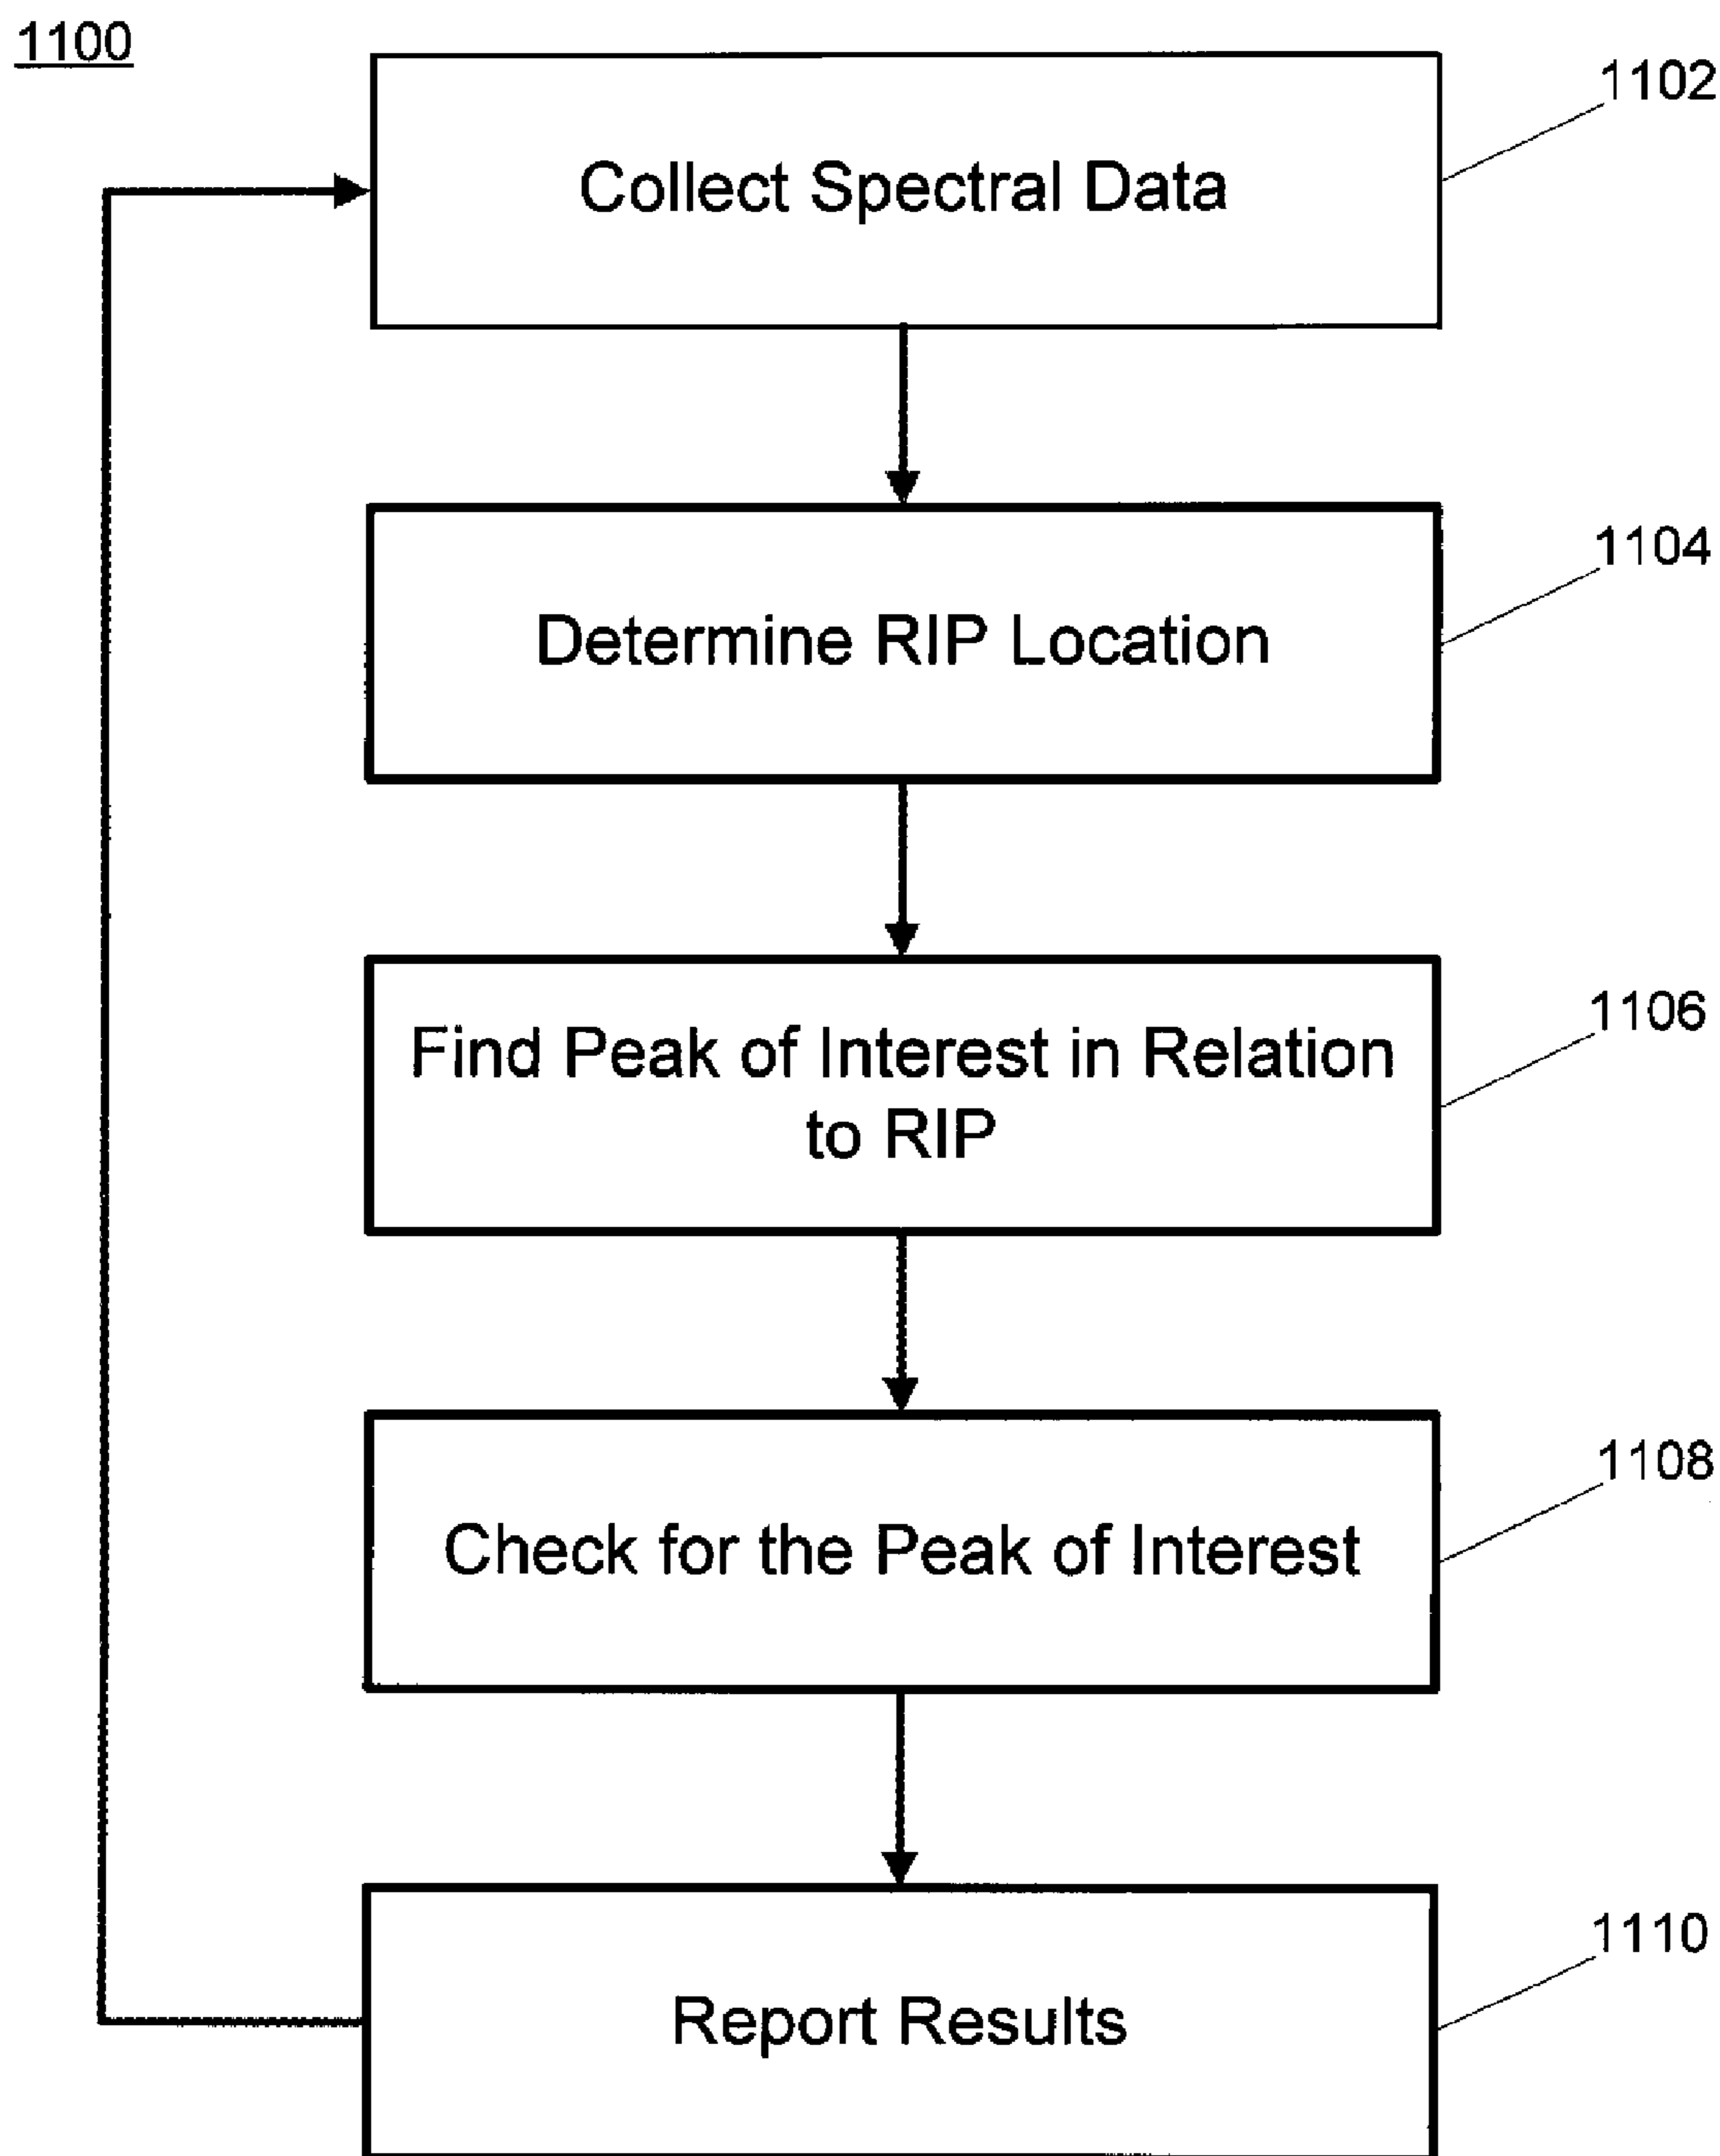 1100
1102
Collect Spectral Data
1104
Determine RIP Location
1106
Find Peak of Interest in Relation
to RIP
1108
Check for the Peak of Interest
1110
Report Results